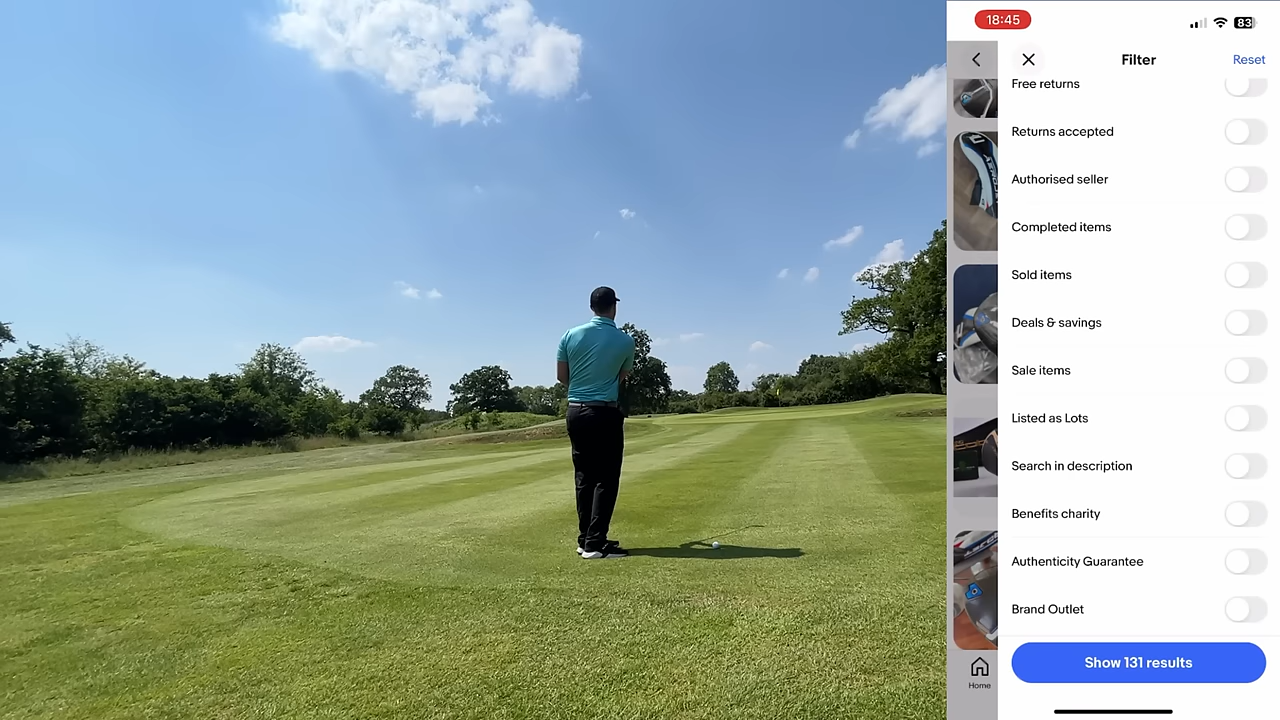 18:45
83
Filter
Reset
Free returns
Returns accepted
Authorised seller
Completed items
Sold items
Deals & savings
Sale items
Listed as Lots
Search in description
Benefits charity
Authenticity Guarantee
Brand Outlet
Show 131 results
Home